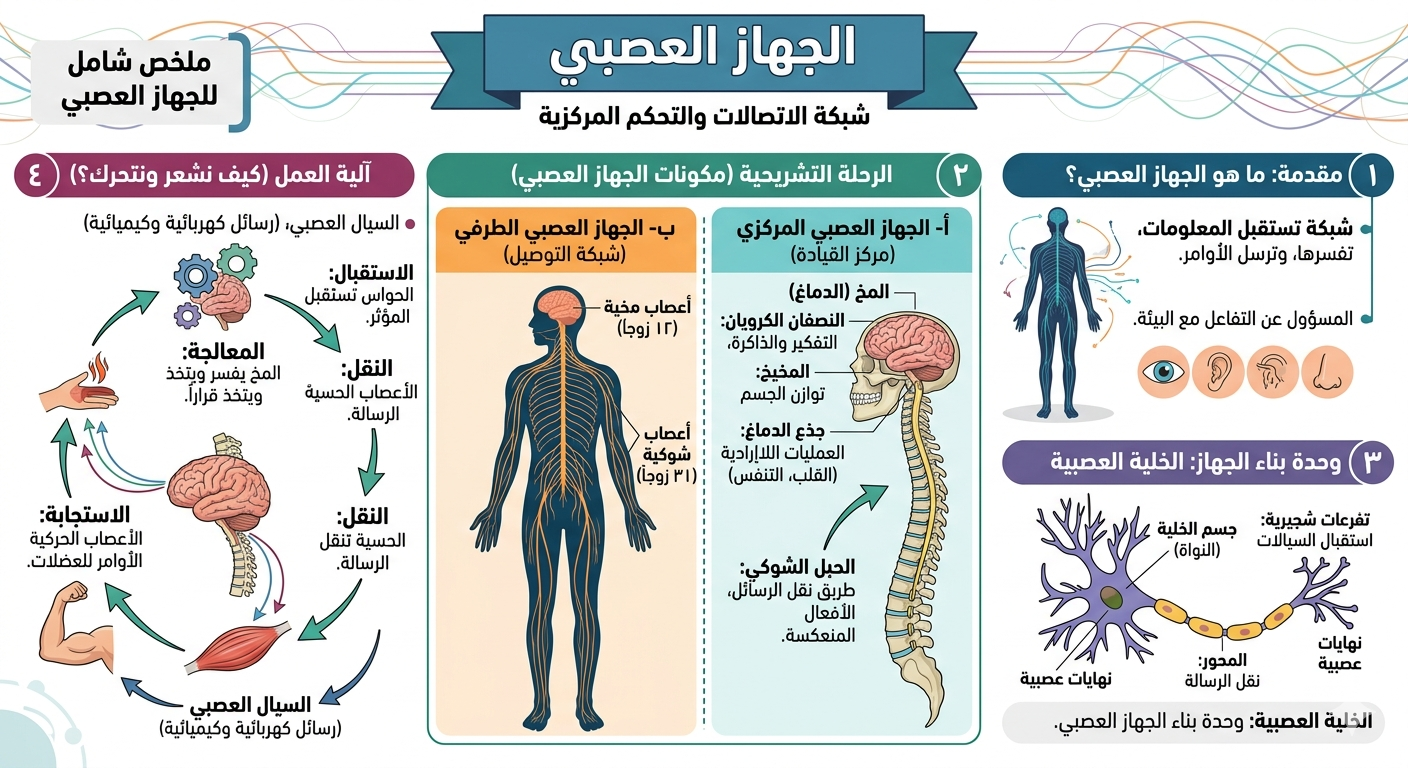 الجهاز العصبي
شبكة الاتصالات والتحكم المركزية
ملخص شامل
للجهاز العصبي
١ مقدمة: ما هو الجهاز العصبي؟
شبكة تستقبل المعلومات،
تفسرها، وترسل الأوامر.
المسؤول عن التفاعل مع البيئة.
٢ الرحلة التشريحية (مكونات الجهاز العصبي)
أ- الجهاز العصبي المركزي
(مركز القيادة)
المخ (الدماغ)
النصفان الكرويان:
التفكير والذاكرة،
المخيخ:
توازن الجسم
جذع الدماغ:
العمليات اللاإرادية
(القلب، التنفس)
الحبل الشوكي:
طريق نقل الرسائل،
الأفعال
المنعكسة.
ب- الجهاز العصبي الطرفي
(شبكة التوصيل)
أعصاب مخية
(١٢ زوجاً)
أعصاب
شوكية
(٣١ زوجاً)
٣ وحدة بناء الجهاز: الخلية العصبية
تفرعات شجيرية:
استقبال السيالات
جسم الخلية
(النواة)
نهايات
عصبية
المحور:
نقل الرسالة
نهايات عصبية
الخلية العصبية: وحدة بناء الجهاز العصبي.
٤ آلية العمل (كيف نشعر ونتحرك؟)
السيال العصبي، (رسائل كهربائية وكيميائية)
الاستقبال:
الحواس تستقبل
المؤثر.
المعالجة:
المخ يفسر ويتخذ
ويتخذ قراراً.
النقل:
الأعصاب الحسية
الرسالة.
النقل:
الحسية تنقل
الرسالة.
الاستجابة:
الأعصاب الحركية
الأوامر للعضلات.
السيال العصبي
(رسائل كهربائية وكيميائية)